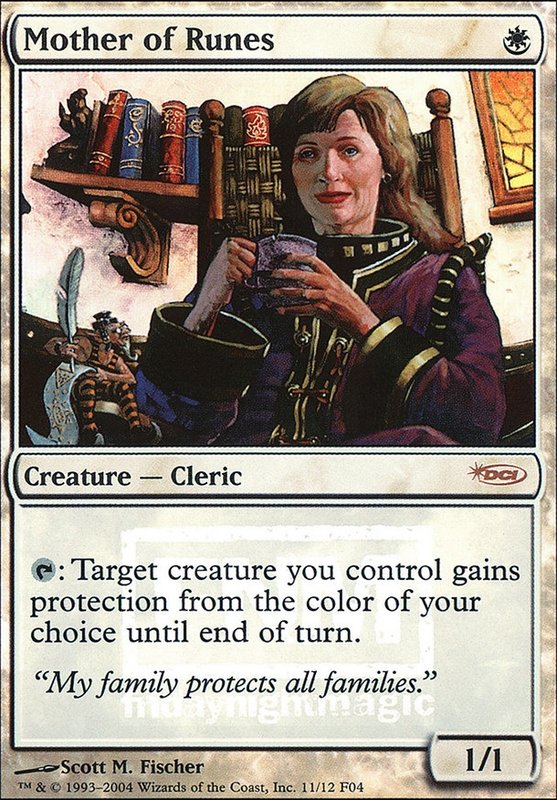 Mother of Runes
Creature — Cleric
DCI
: Target creature you control gains
protection from the color of your
choice until end of turn.
“My family protects all families.”
FNM
fridaynightmagic
Scott M. Fischer
1/1
™ & © 1993–2004 Wizards of the Coast, Inc. 11/12 F04